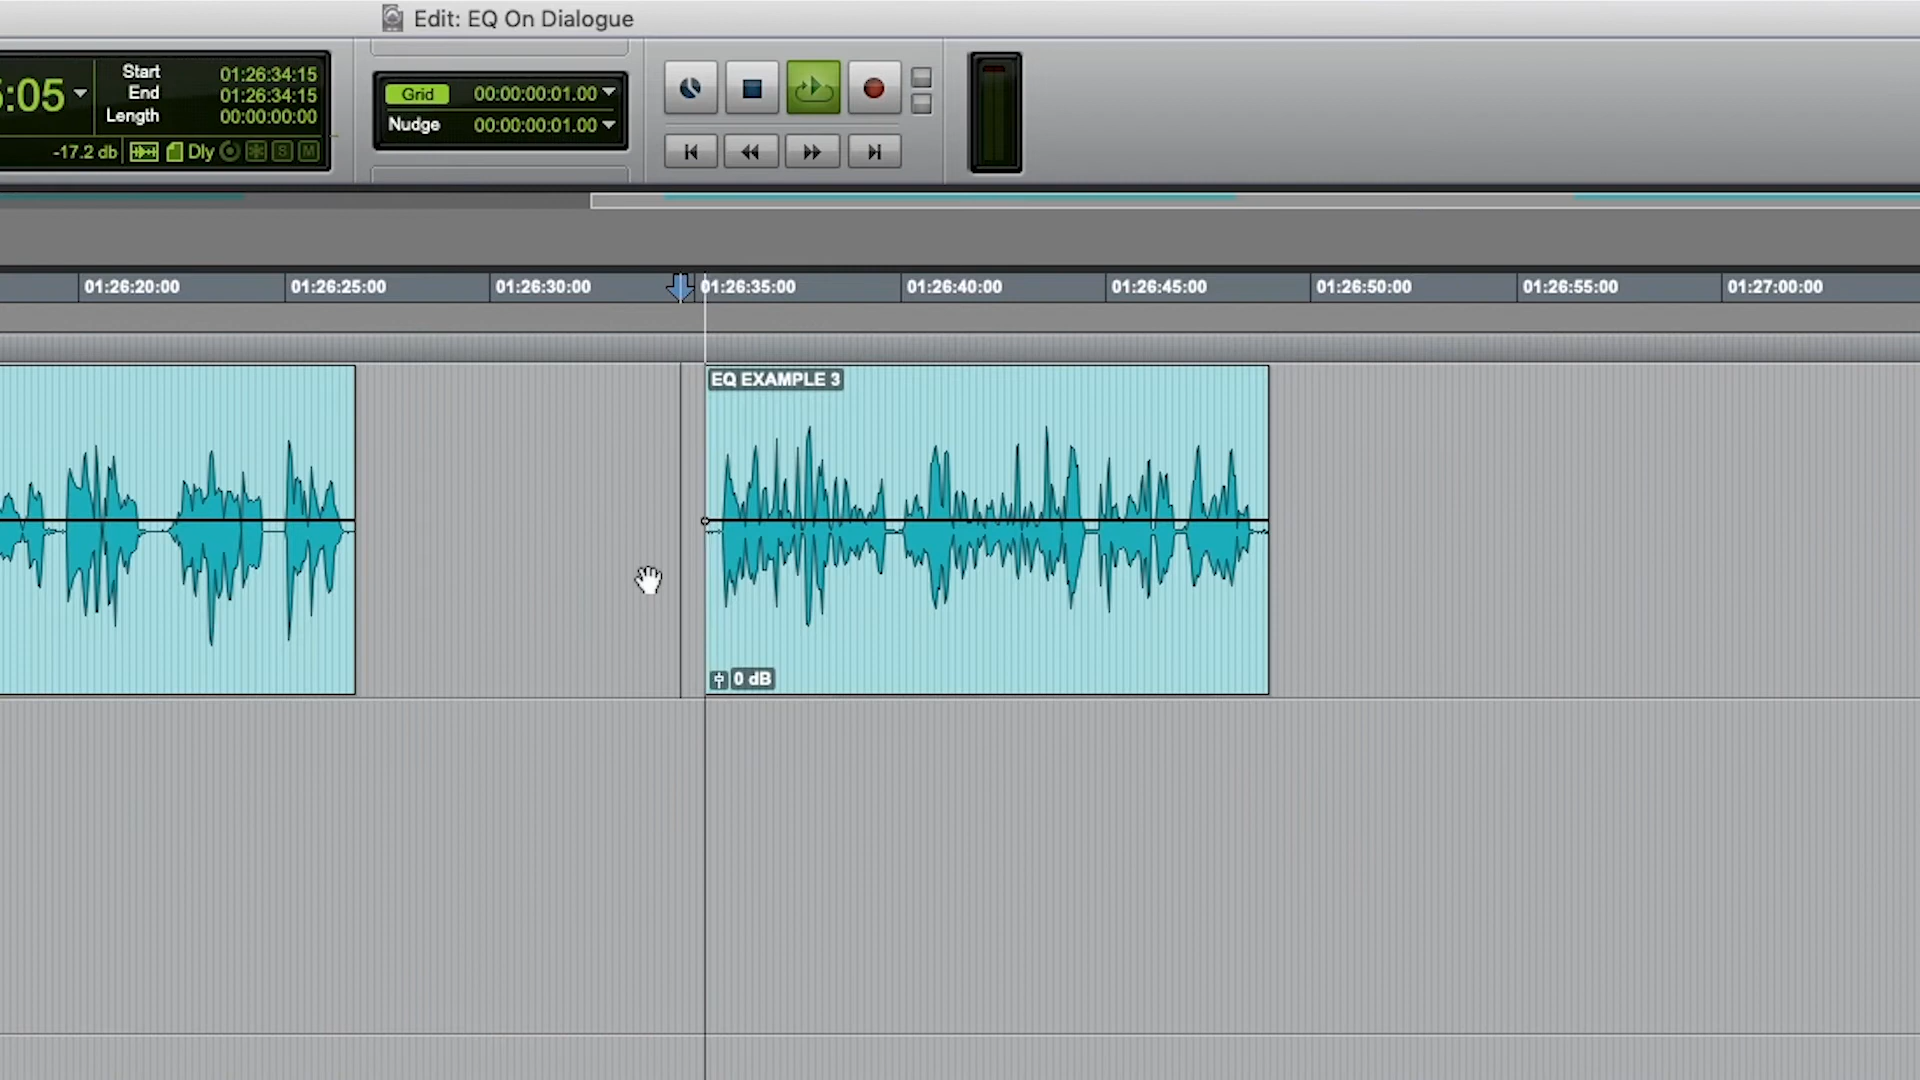 Edit: EQ On Dialogue
:05
Start 01:26:34:15
End 01:26:34:15
Length 00:00:00:00
-17.2 db Dly S M
Grid 00:00:00:01.00
Nudge 00:00:00:01.00
01:26:20:00 01:26:25:00 01:26:30:00 01:26:35:00 01:26:40:00 01:26:45:00 01:26:50:00 01:26:55:00 01:27:00:00
EQ EXAMPLE 3
0 dB